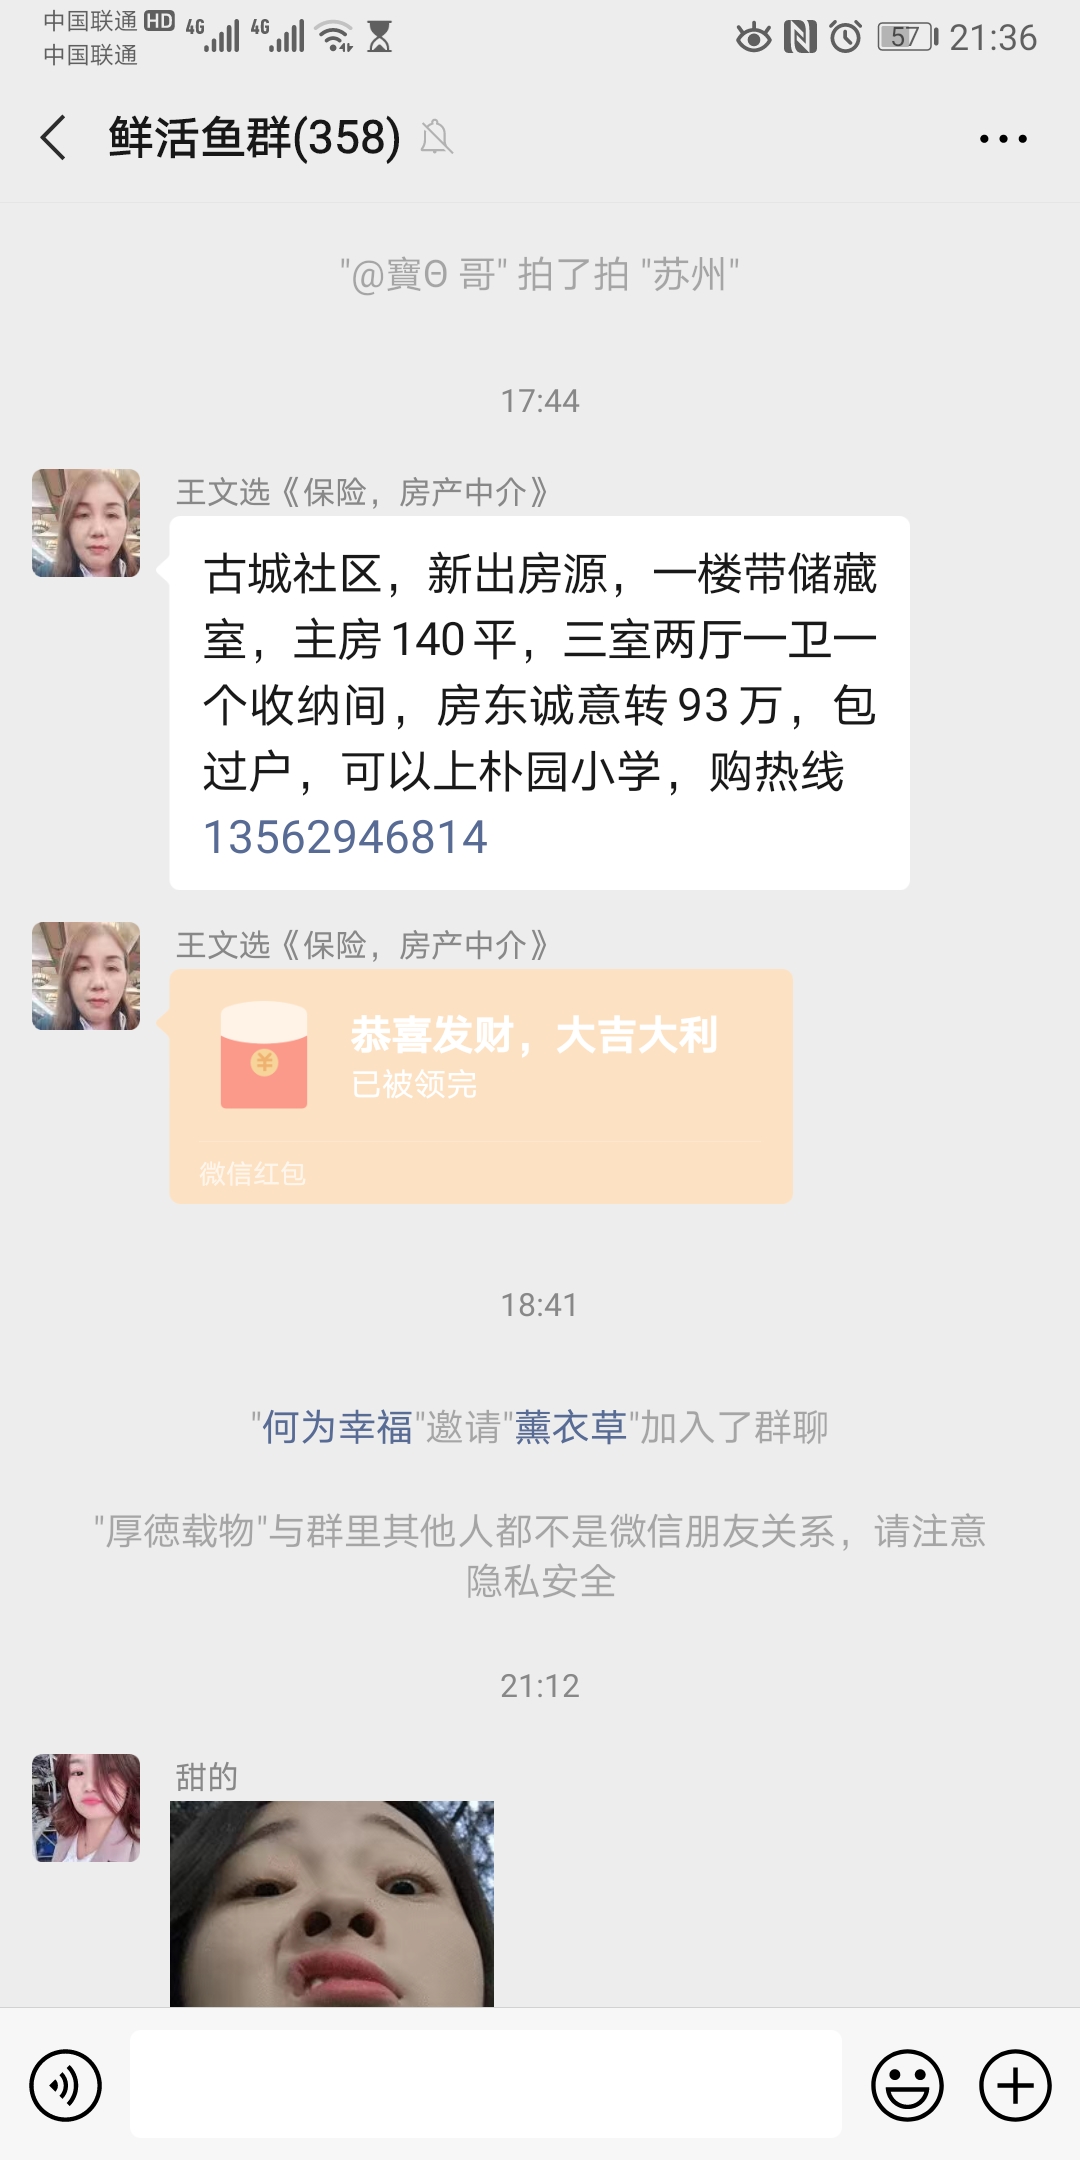 中国联通 HD 4G 4G 57 21:36
中国联通
鲜活鱼群(358)
"@寶Θ 哥" 拍了拍 "苏州"
17:44
王文选《保险，房产中介》
古城社区，新出房源，一楼带储藏
室，主房140平，三室两厅一卫一
个收纳间，房东诚意转93万，包
过户，可以上朴园小学，购热线
13562946814
王文选《保险，房产中介》
恭喜发财，大吉大利
已被领完
微信红包
18:41
"何为幸福"邀请"薰衣草"加入了群聊
"厚徳载物"与群里其他人都不是微信朋友关系，请注意
隐私安全
21:12
甜的